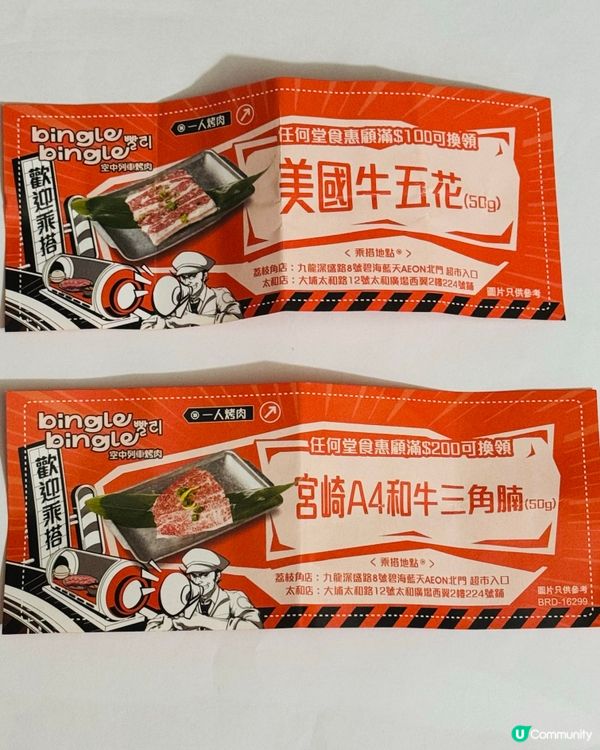 bingle
bingle 빨리
空中列車烤肉
一人烤肉
歡迎乘搭
任何堂食惠顧滿$100可換領
美國牛五花(50g)
< 乘搭地點 >
荔枝角店：九龍深盛路8號碧海藍天AEON北門 超市入口
太和店：大埔太和路12號太和廣場西翼2樓224號舖
圖片只供參考
bingle
bingle 빨리
空中列車烤肉
一人烤肉
歡迎乘搭
任何堂食惠顧滿$200可換領
宮崎A4和牛三角腩(50g)
< 乘搭地點 >
荔枝角店：九龍深盛路8號碧海藍天AEON北門 超市入口
太和店：大埔太和路12號太和廣場西翼2樓224號舖
圖片只供參考
BRD-16299
U Community